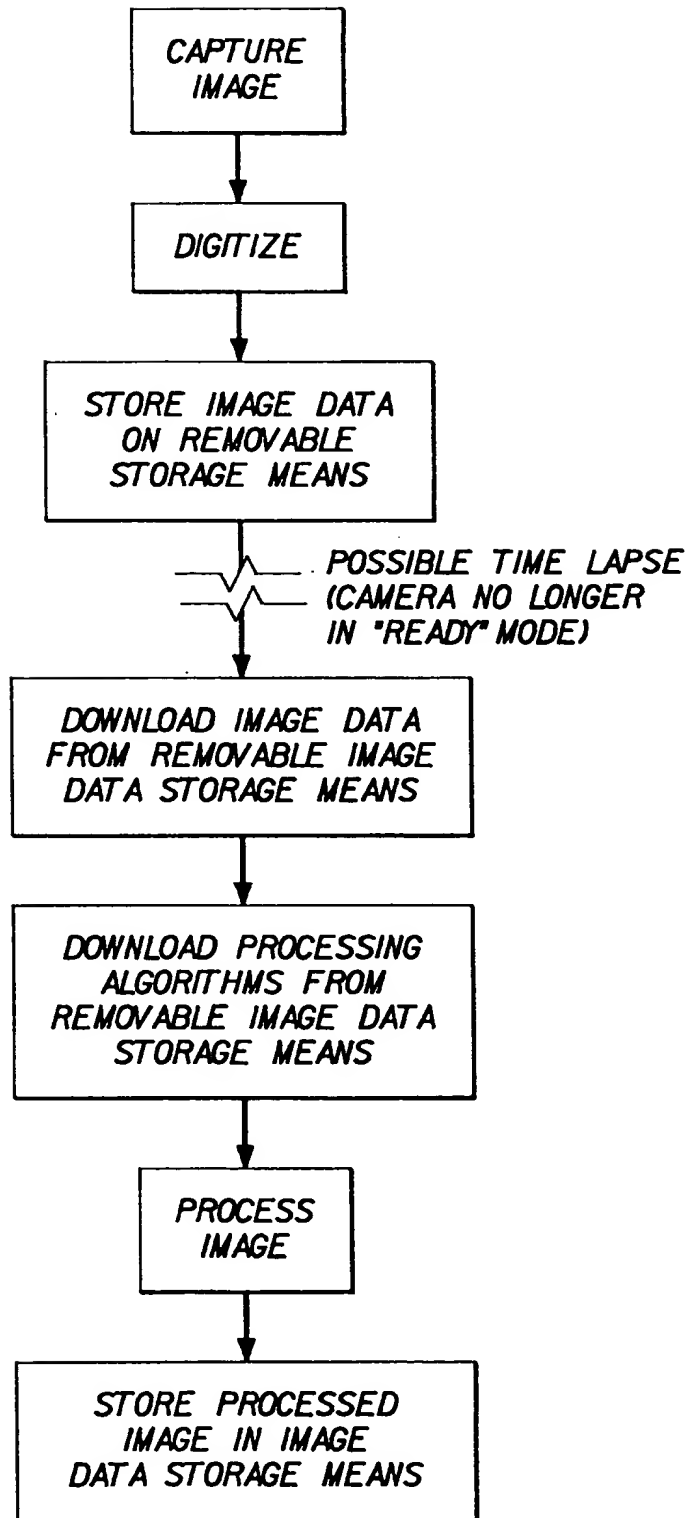 CAPTURE
IMAGE
DIGITIZE
STORE IMAGE DATA
ON REMOVABLE
STORAGE MEANS
POSSIBLE TIME LAPSE
(CAMERA NO LONGER
IN "READY" MODE)
DOWNLOAD IMAGE DATA
FROM REMOVABLE IMAGE
DATA STORAGE MEANS
DOWNLOAD PROCESSING
ALGORITHMS FROM
REMOVABLE IMAGE DATA
STORAGE MEANS
PROCESS
IMAGE
STORE PROCESSED
IMAGE IN IMAGE
DATA STORAGE MEANS